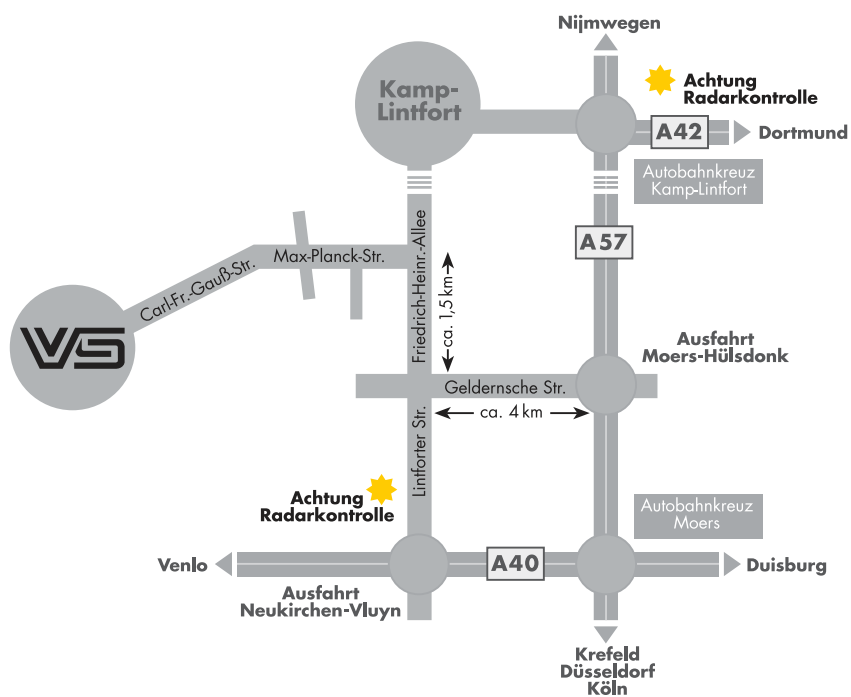 Nijmwegen
Achtung
Radarkontrolle
Kamp-
Lintfort
A42
Dortmund
Autobahnkreuz
Kamp-Lintfort
A57
Max-Planck-Str.
Carl-Fr.-Gauß-Str.
Friedrich-Heinr.-Allee
ca. 1,5 km
VS
Ausfahrt
Moers-Hülsdonk
Geldernsche Str.
ca. 4 km
Lintforter Str.
Achtung
Radarkontrolle
Autobahnkreuz
Moers
Venlo
A40
Duisburg
Ausfahrt
Neukirchen-Vluyn
Krefeld
Düsseldorf
Köln